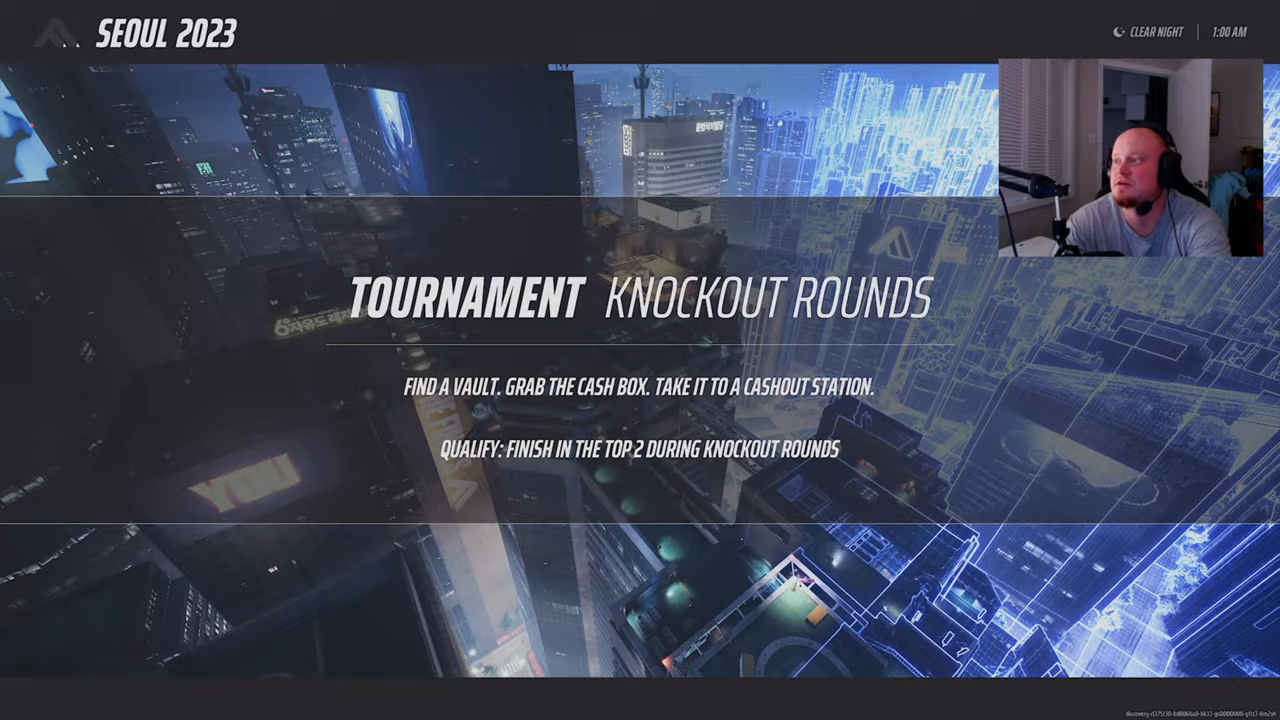 SEOUL 2023
CLEAR NIGHT | 1:00 AM
TOURNAMENT KNOCKOUT ROUNDS
FIND A VAULT. GRAB THE CASH BOX. TAKE IT TO A CASHOUT STATION.
QUALIFY: FINISH IN THE TOP 2 DURING KNOCKOUT ROUNDS
YOU